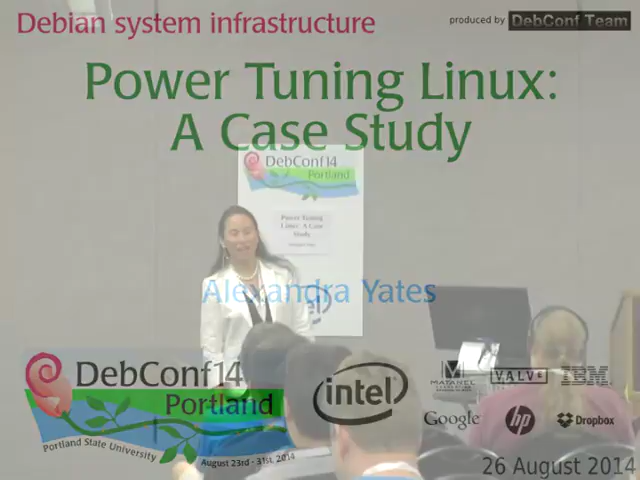 Debian system infrastructure
produced by DebConf Team
Power Tuning Linux:
A Case Study
DebConf14
Portland
Power Tuning
Linux: A Case
Study
Alexandra Yates
DebConf14
Portland
Portland State University
August 23rd - 31st, 2014
intel
MATANEL
VALVE
IBM
Google
hp
Dropbox
26 August 2014